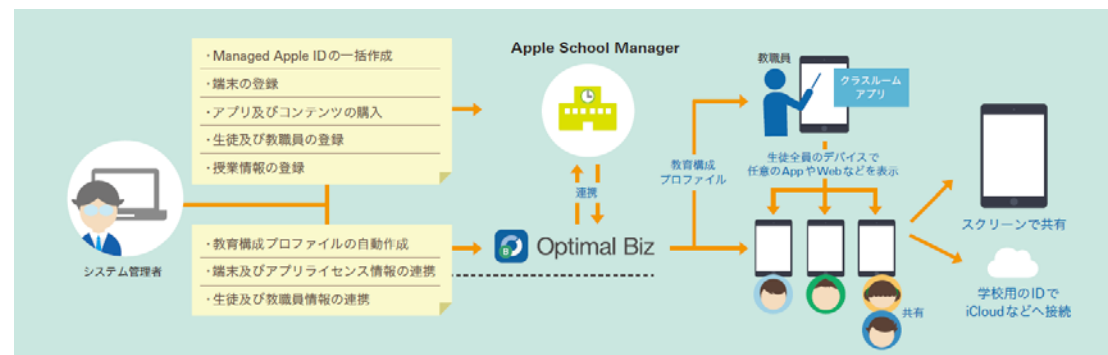 ・Managed Apple IDの一括作成
・端末の登録
・アプリ及びコンテンツの購入
・生徒及び教職員の登録
・授業情報の登録
システム管理者
・教育構成プロファイルの自動作成
・端末及びアプリライセンス情報の連携
・生徒及び教職員情報の連携
Apple School Manager
連携
Optimal Biz
教育構成
プロファイル
教職員
クラスルーム
アプリ
生徒全員のデバイスで
任意のAppやWebなどを表示
共有
スクリーンで共有
学校用のIDで
iCloudなどへ接続